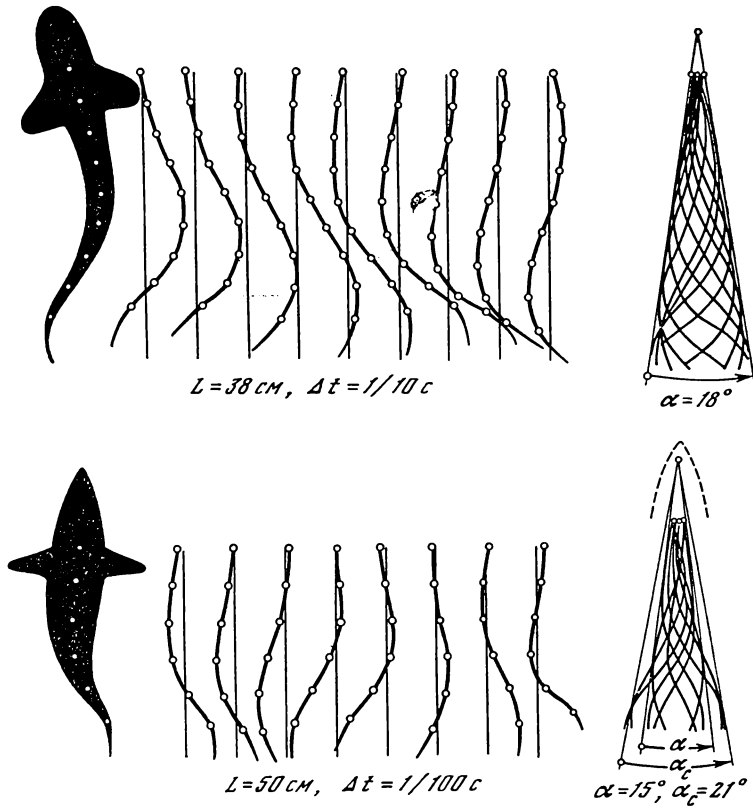 L=38 см, Δt=1/10 с
α=18°
α
α_c
L=50 см, Δt=1/100 с
α=15°, α_c=21°